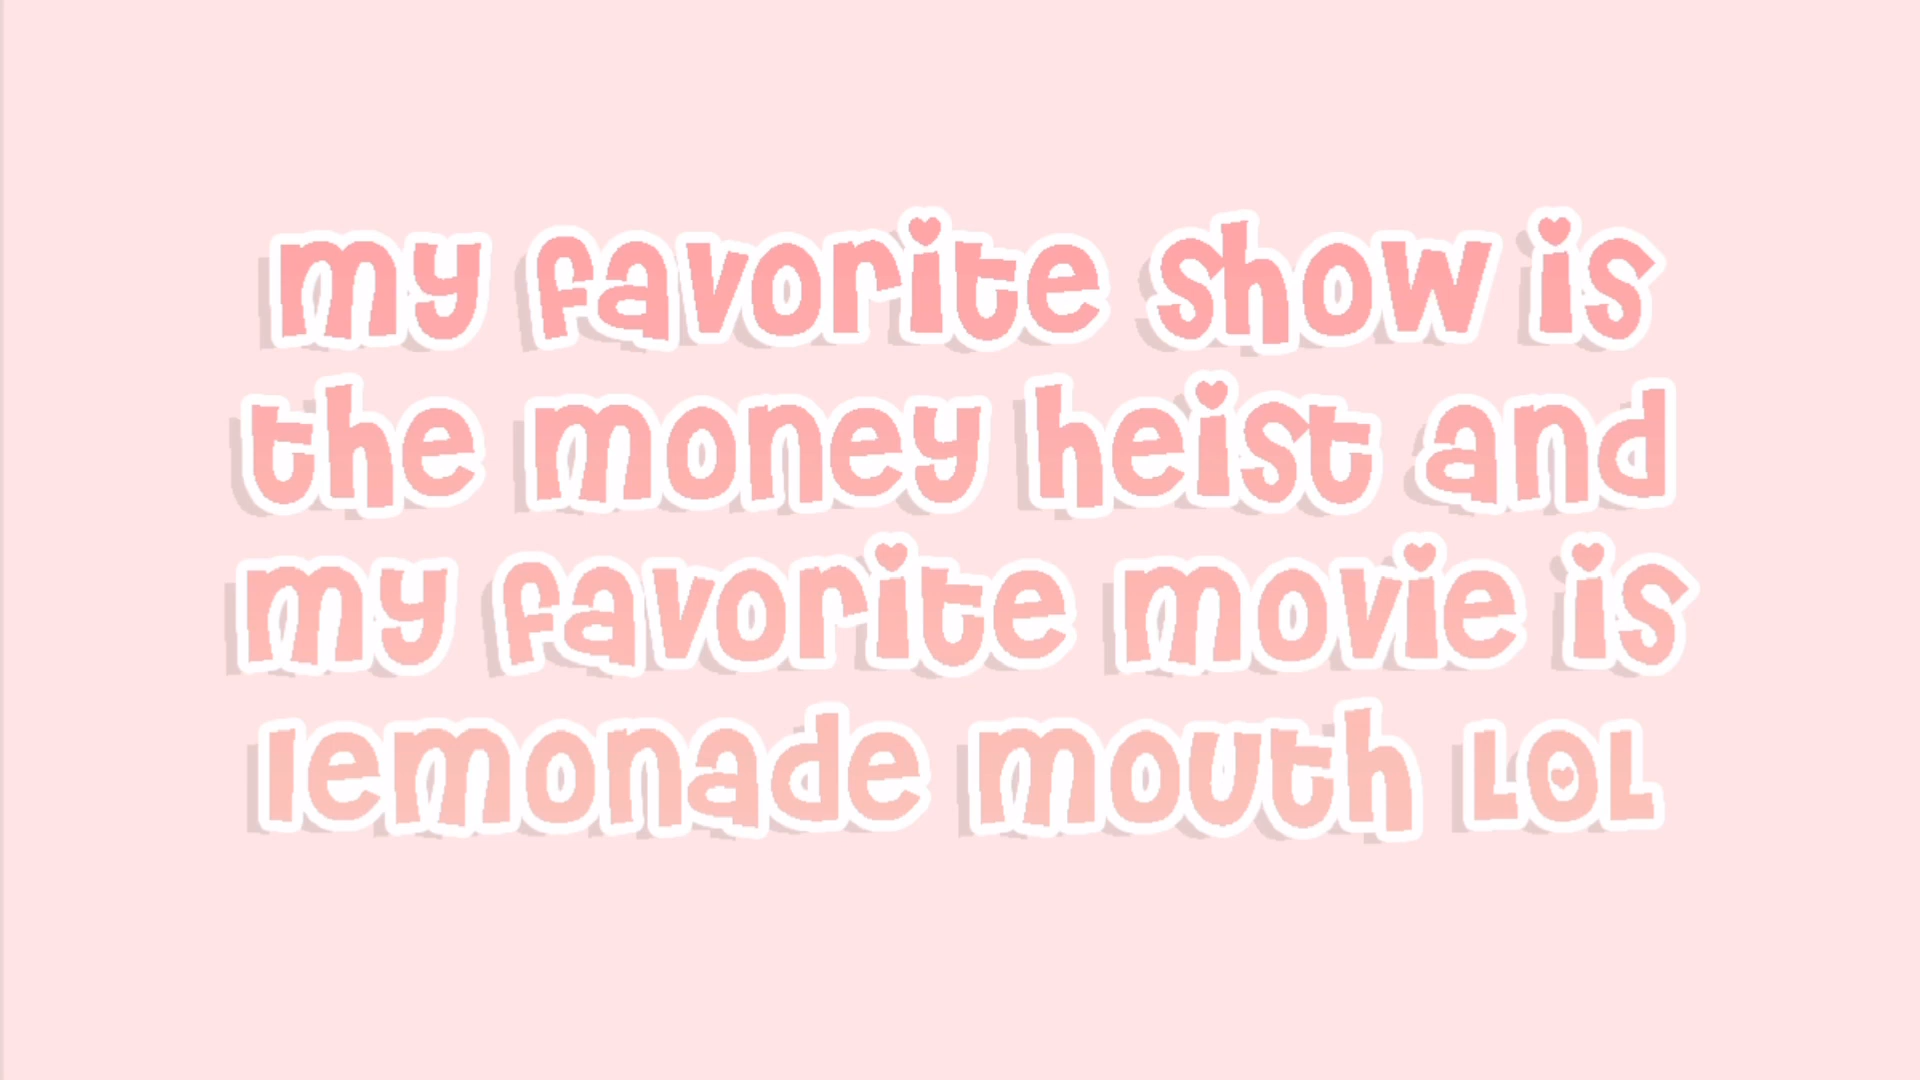 my favorite show is
the money heist and
my favorite movie is
lemonade mouth LOL